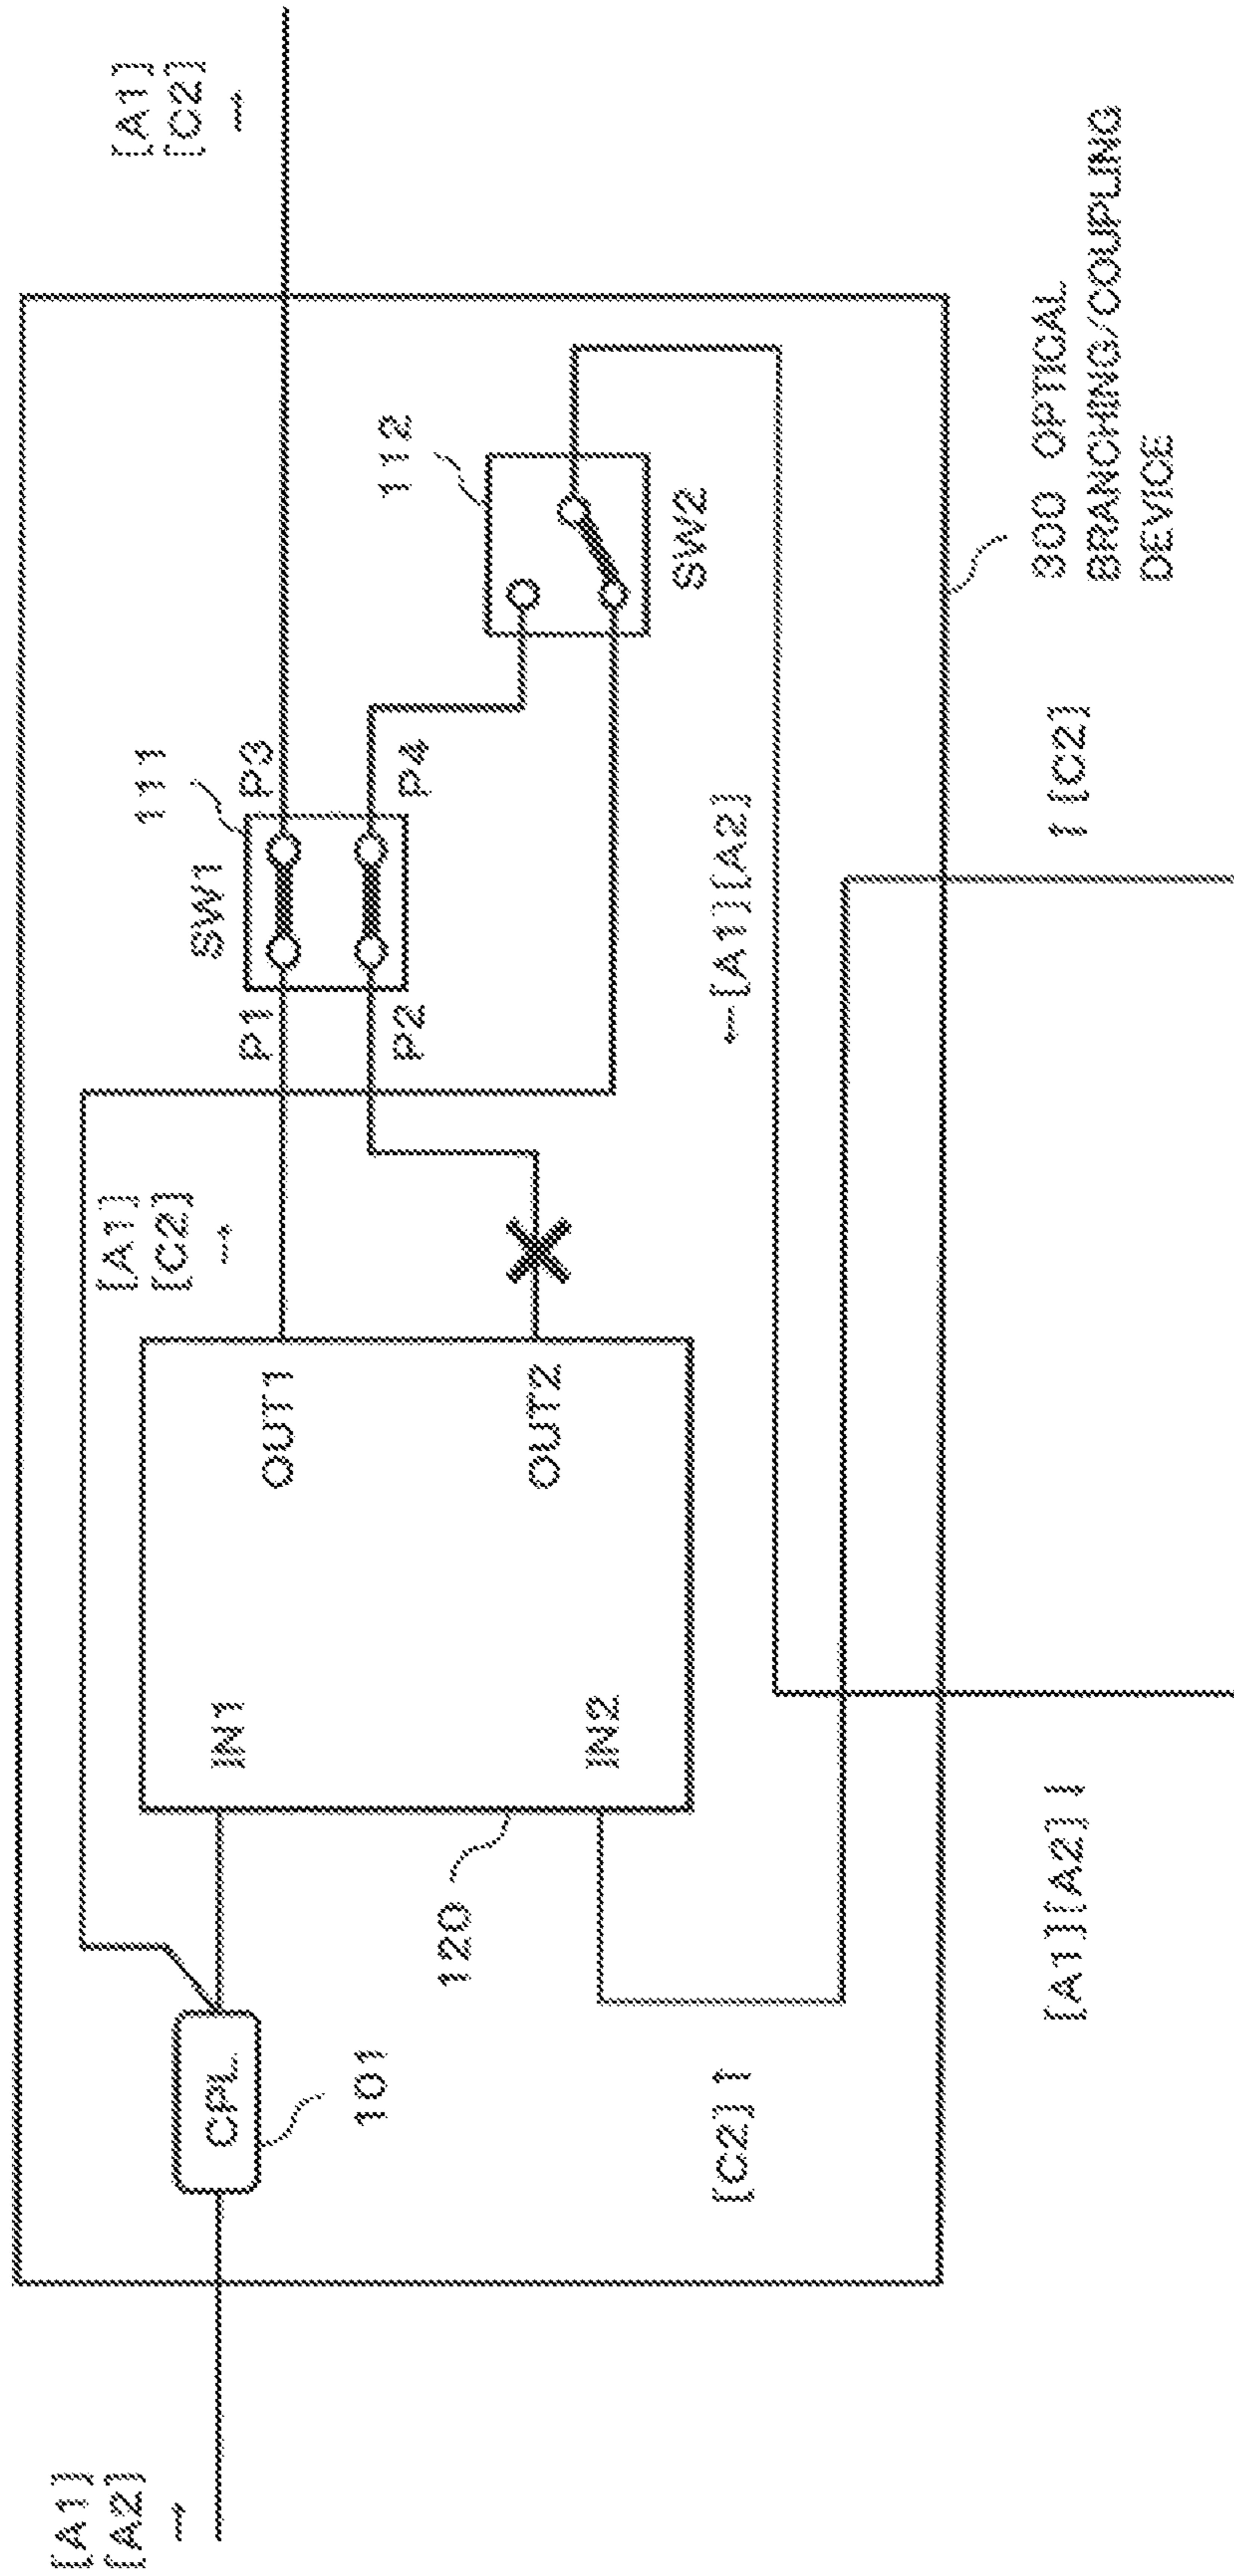 [A1]
[A2]
→
CPL
101
120
IN1
IN2
OUT1
OUT2
[A1]
[C2]
→
SW1
111
P1
P2
P3
P4
112
SW2
[A1]
[C2]
→
←[A1][A2]
[C2]↑
[A1][A2]↓
↑[C2]
300 OPTICAL
BRANCHING/COUPLING
DEVICE